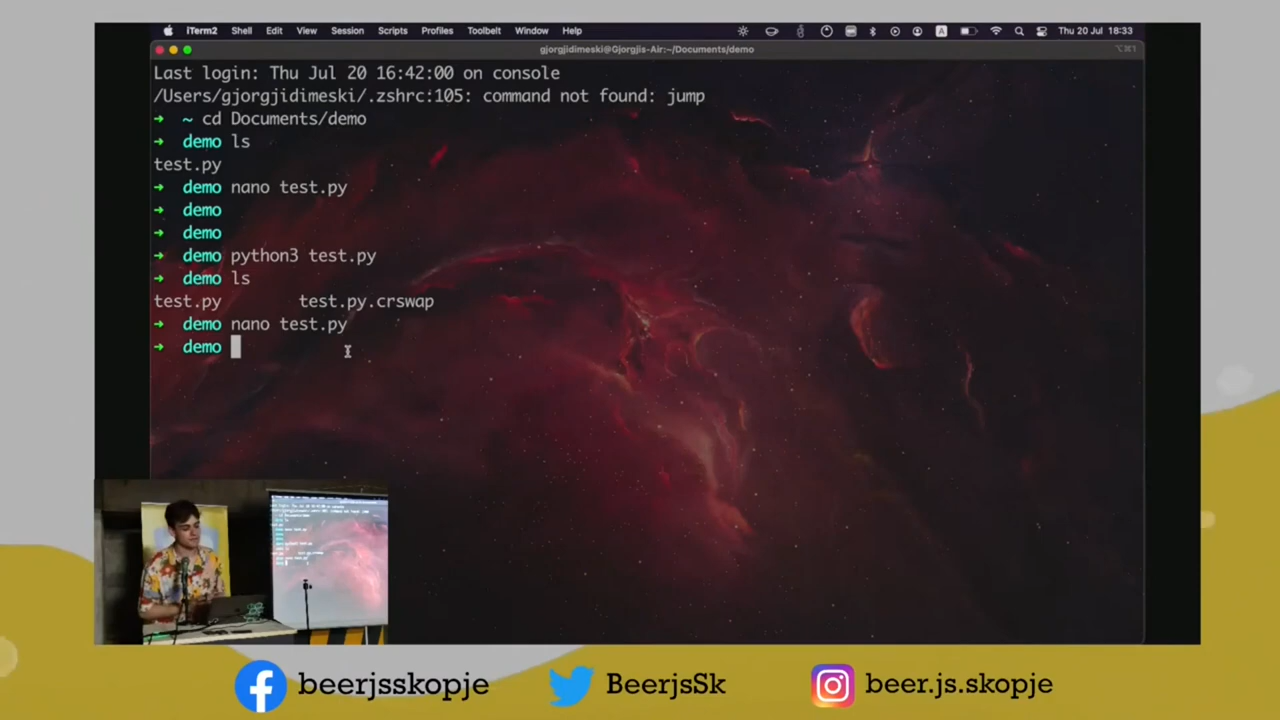 iTerm2 Shell Edit View Session Scripts Profiles Toolbelt Window Help A Thu 20 Jul 18:33
gjorgjidimeski@Gjorgjis-Air:~/Documents/demo ⌥⌘1
Last login: Thu Jul 20 16:42:00 on console
/Users/gjorgjidimeski/.zshrc:105: command not found: jump
➜ ~ cd Documents/demo
➜ demo ls
test.py
➜ demo nano test.py
➜ demo
➜ demo
➜ demo python3 test.py
➜ demo ls
test.py test.py.crswap
➜ demo nano test.py
➜ demo
beerjsskopje BeerjsSk beer.js.skopje